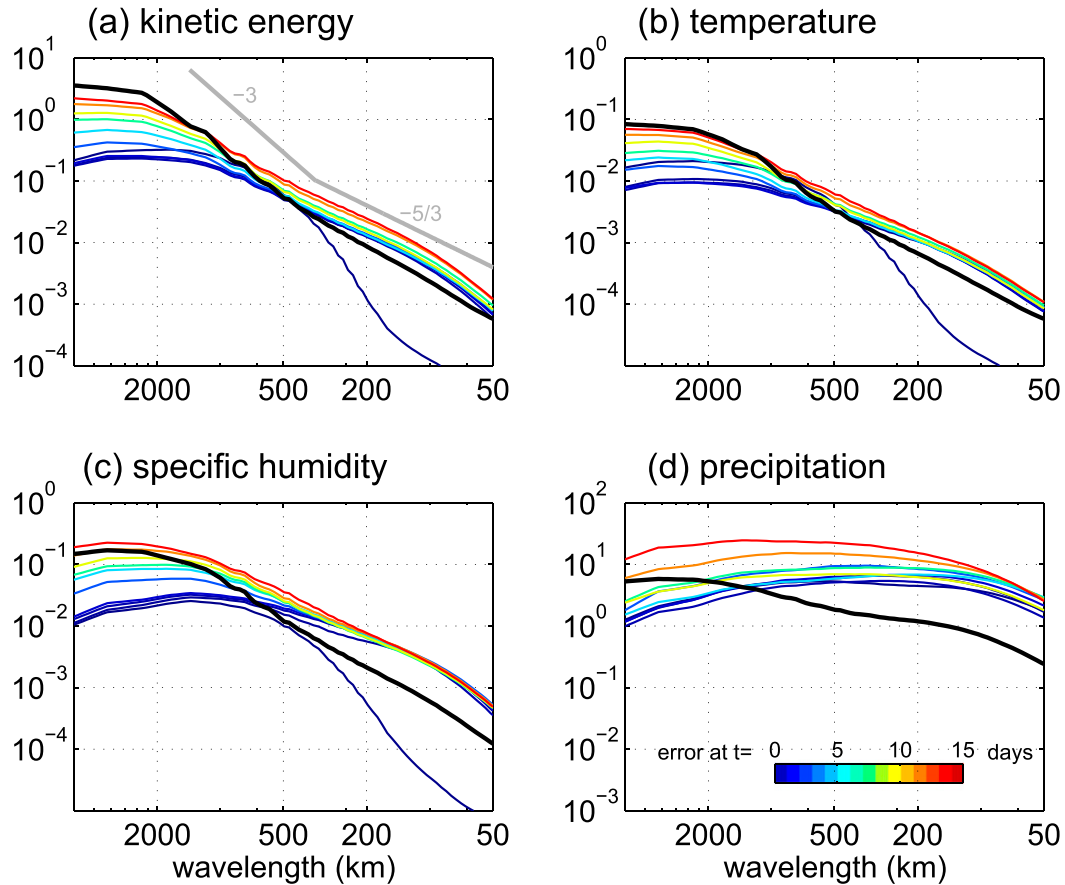 (a) kinetic energy
10^1
10^0
10^−1
10^−2
10^−3
10^−4
−3
−5/3
2000 500 200 50
(b) temperature
10^0
10^−1
10^−2
10^−3
10^−4
2000 500 200 50
(c) specific humidity
10^0
10^−1
10^−2
10^−3
10^−4
2000 500 200 50
wavelength (km)
(d) precipitation
10^2
10^0
10^−1
10^−2
10^−3
error at t= 0 5 10 15 days
2000 500 200 50
wavelength (km)